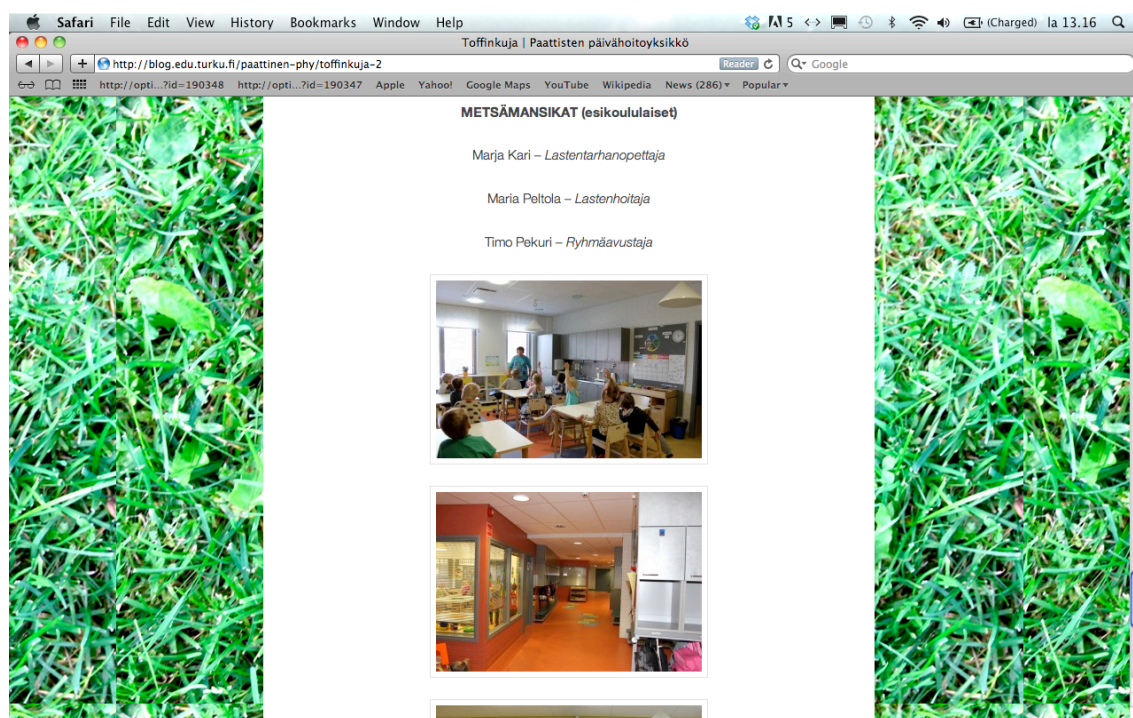 Safari File Edit View History Bookmarks Window Help 5 (Charged) la 13.16
Toffinkuja | Paattisten päivähoitoyksikkö
http://blog.edu.turku.fi/paattinen-phy/toffinkuja-2 Reader Google
http://opti...?id=190348 http://opti...?id=190347 Apple Yahoo! Google Maps YouTube Wikipedia News (286) Popular
METSÄMANSIKAT (esikoululaiset)
Marja Kari – Lastentarhanopettaja
Maria Peltola – Lastenhoitaja
Timo Pekuri – Ryhmäavustaja